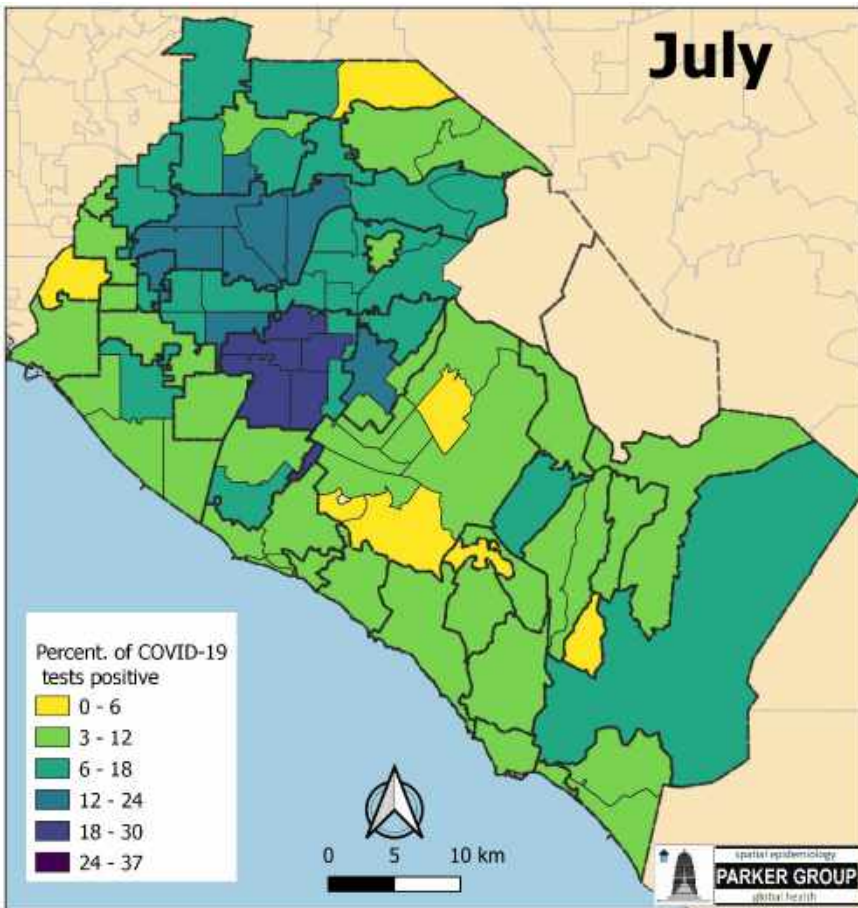 July
Percent. of COVID-19
tests positive
0 - 6
3 - 12
6 - 18
12 - 24
18 - 30
24 - 37
0 5 10 km
spatial epidemiology
PARKER GROUP
global health